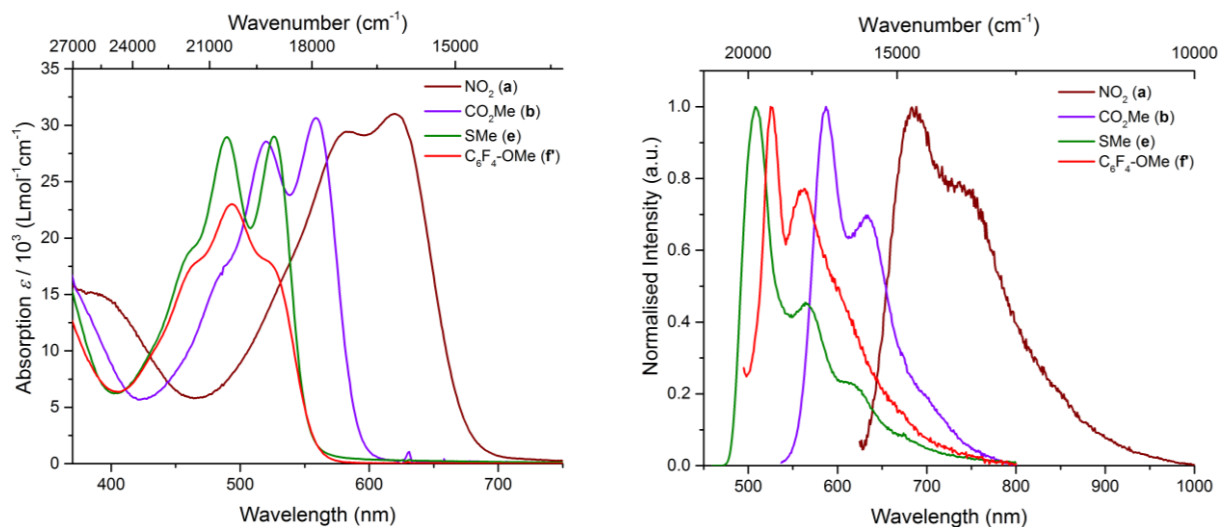 Wavenumber (cm⁻¹)
27000 24000 21000 18000 15000
35
30
25
20
15
10
5
0
Absorption ε / 10³ (Lmol⁻¹cm⁻¹)
NO₂ (a)
CO₂Me (b)
SMe (e)
C₆F₄-OMe (f')
400 500 600 700
Wavelength (nm)
Wavenumber (cm⁻¹)
20000 15000 10000
1.0
0.8
0.6
0.4
0.2
0.0
Normalised Intensity (a.u.)
NO₂ (a)
CO₂Me (b)
SMe (e)
C₆F₄-OMe (f')
500 600 700 800 900 1000
Wavelength (nm)